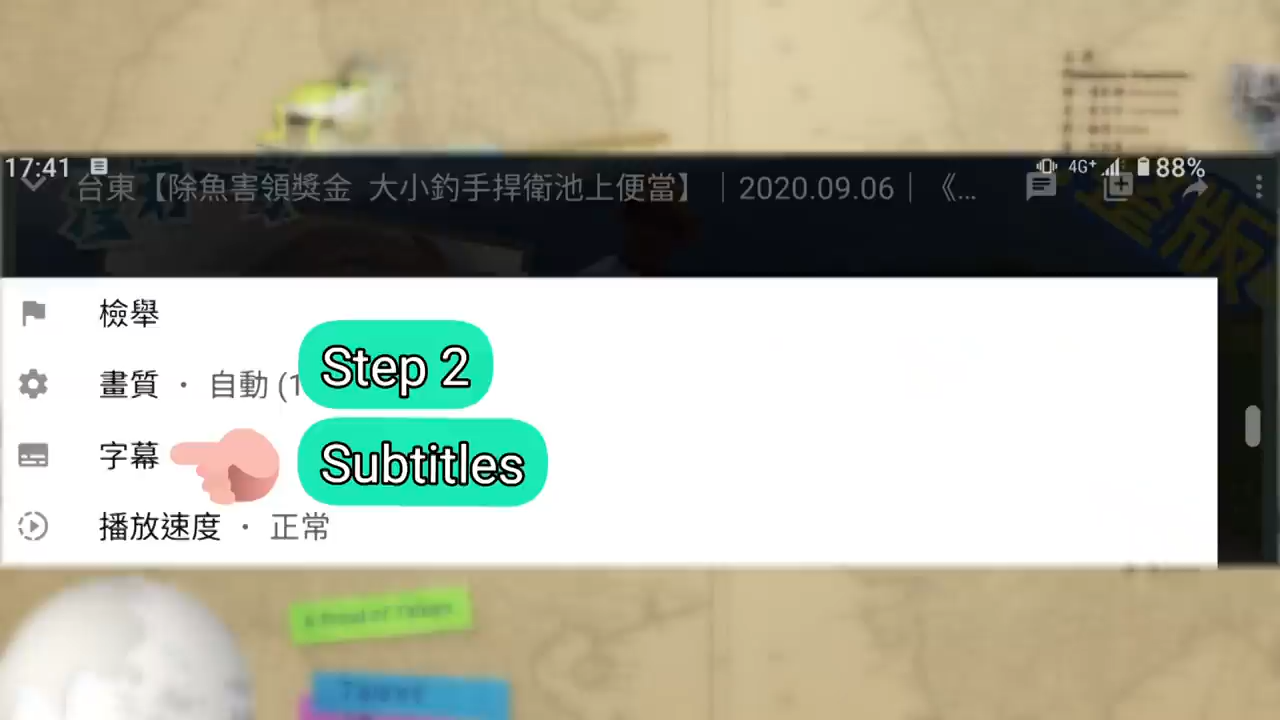 17:41 4G+ 88%
台東【除魚害領獎金 大小釣手捍衛池上便當】｜2020.09.06｜《...
整版
檢舉
畫質 · 自動 (1
Step 2
字幕
Subtitles
播放速度 · 正常